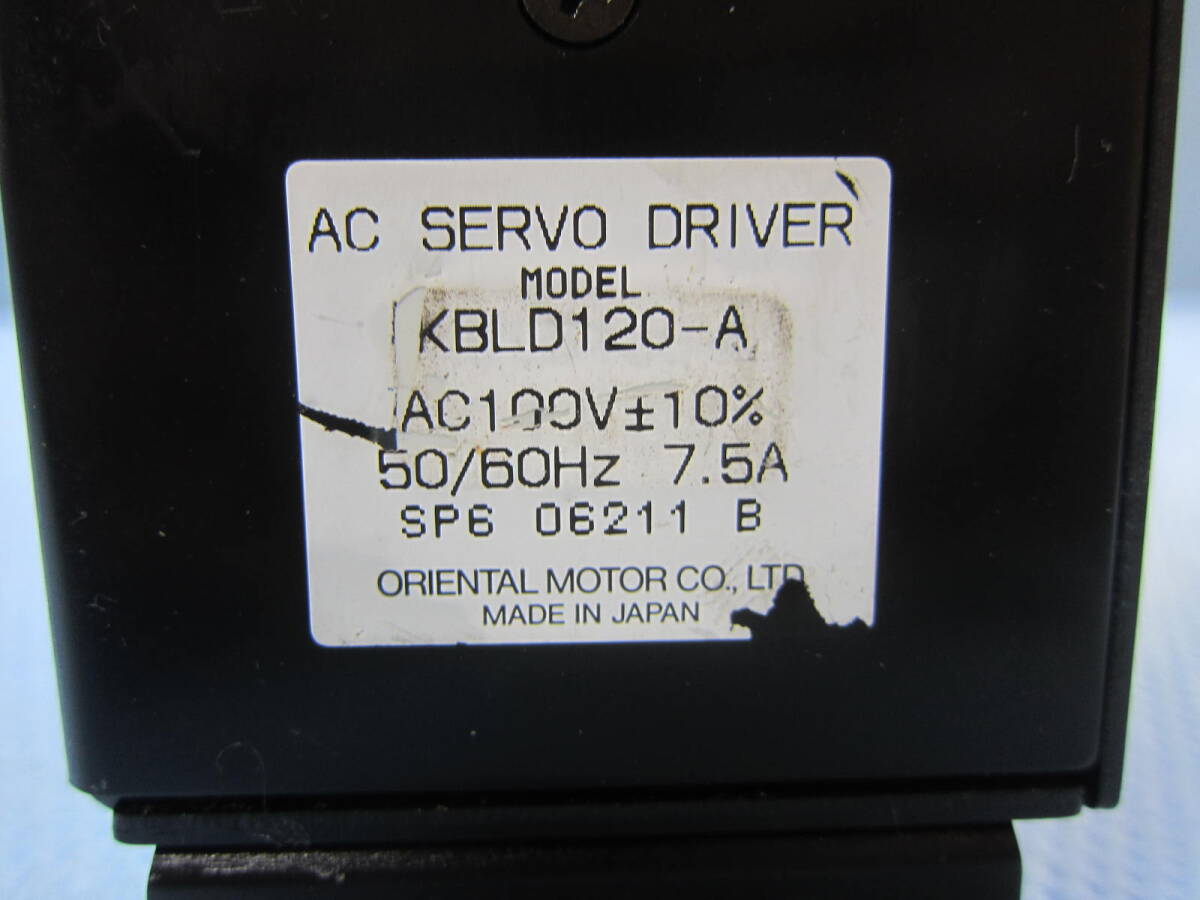 AC SERVO DRIVER
MODEL
KBLD120-A
AC100V±10%
50/60Hz 7.5A
SP6 06211 B
ORIENTAL MOTOR CO., LTD.
MADE IN JAPAN